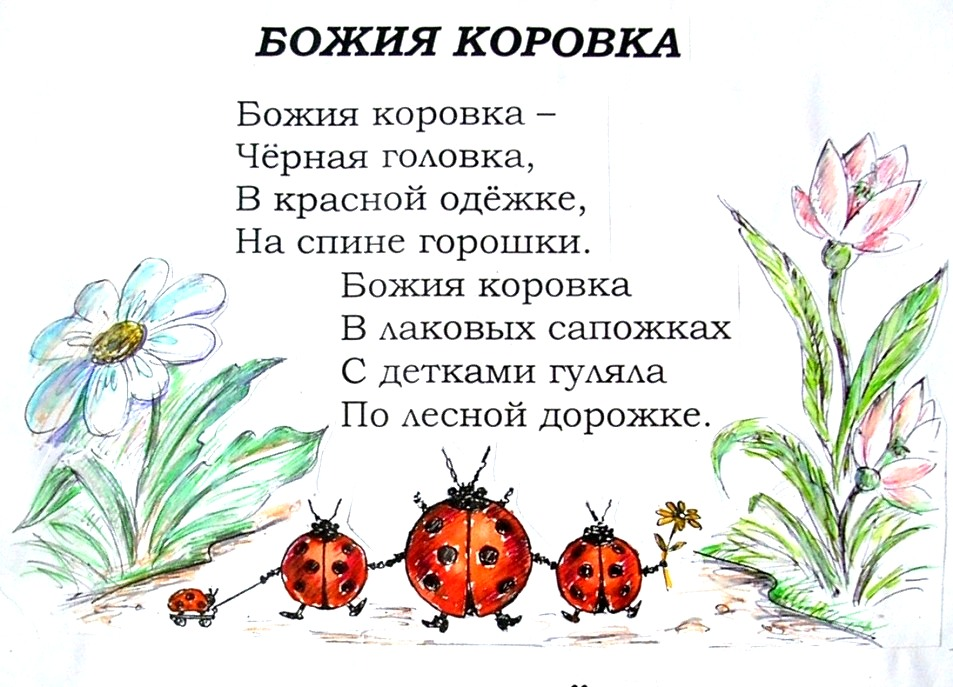 БОЖИЯ КОРОВКА
Божия коровка –
Чёрная головка,
В красной одёжке,
На спине горошки.
Божия коровка
В лаковых сапожках
С детками гуляла
По лесной дорожке.